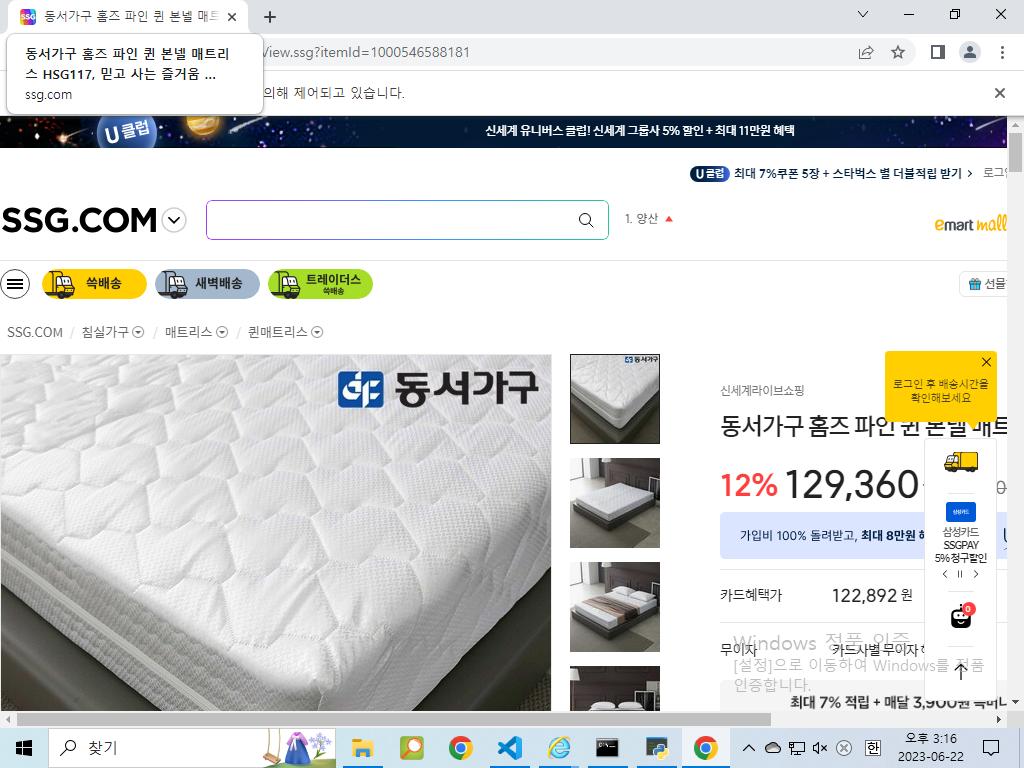 동서가구 홈즈 파인 퀸 본넬 매트
동서가구 홈즈 파인 퀸 본넬 매트리
스 HSG117, 믿고 사는 즐거움 ...
ssg.com
View.ssg?itemId=1000546588181
의해 제어되고 있습니다.
U 클럽
신세계 유니버스 클럽! 신세계 그룹사 5% 할인 + 최대 11만원 혜택
U 클럽 최대 7%쿠폰 5장 + 스타벅스 별 더블적립 받기 >
SSG.COM
1. 양산
emart mall
쓱배송
새벽배송
트레이더스
쓱배송
선물
SSG.COM / 침실가구 / 매트리스 / 퀸매트리스
동서가구
동서가구
로그인 후 배송시간을
확인해보세요
신세계라이브쇼핑
동서가구 홈즈 파인 퀸 본넬 매트
12% 129,360
가입비 100% 돌려받고, 최대 8만원
삼성카드
삼성카드
SSGPAY
5% 청구할인
카드혜택가 122,892 원
0
무이자 카드사별 무이자
Windows 정품 인증
[설정]으로 이동하여 Windows를 정품
인증합니다.
최대 7% 적립 + 매달 3,900원
찾기
오후 3:16
2023-06-22
한